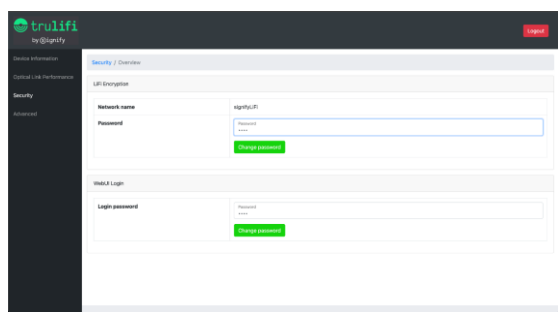 trulifi
by signify
Logout
Device Information
Optical Link Performance
Security
Advanced
Security / Overview
LiFi Encryption
Network name
signifyLiFi
Password
Password
••••
Change password
WebUI Login
Login password
Password
••••
Change password